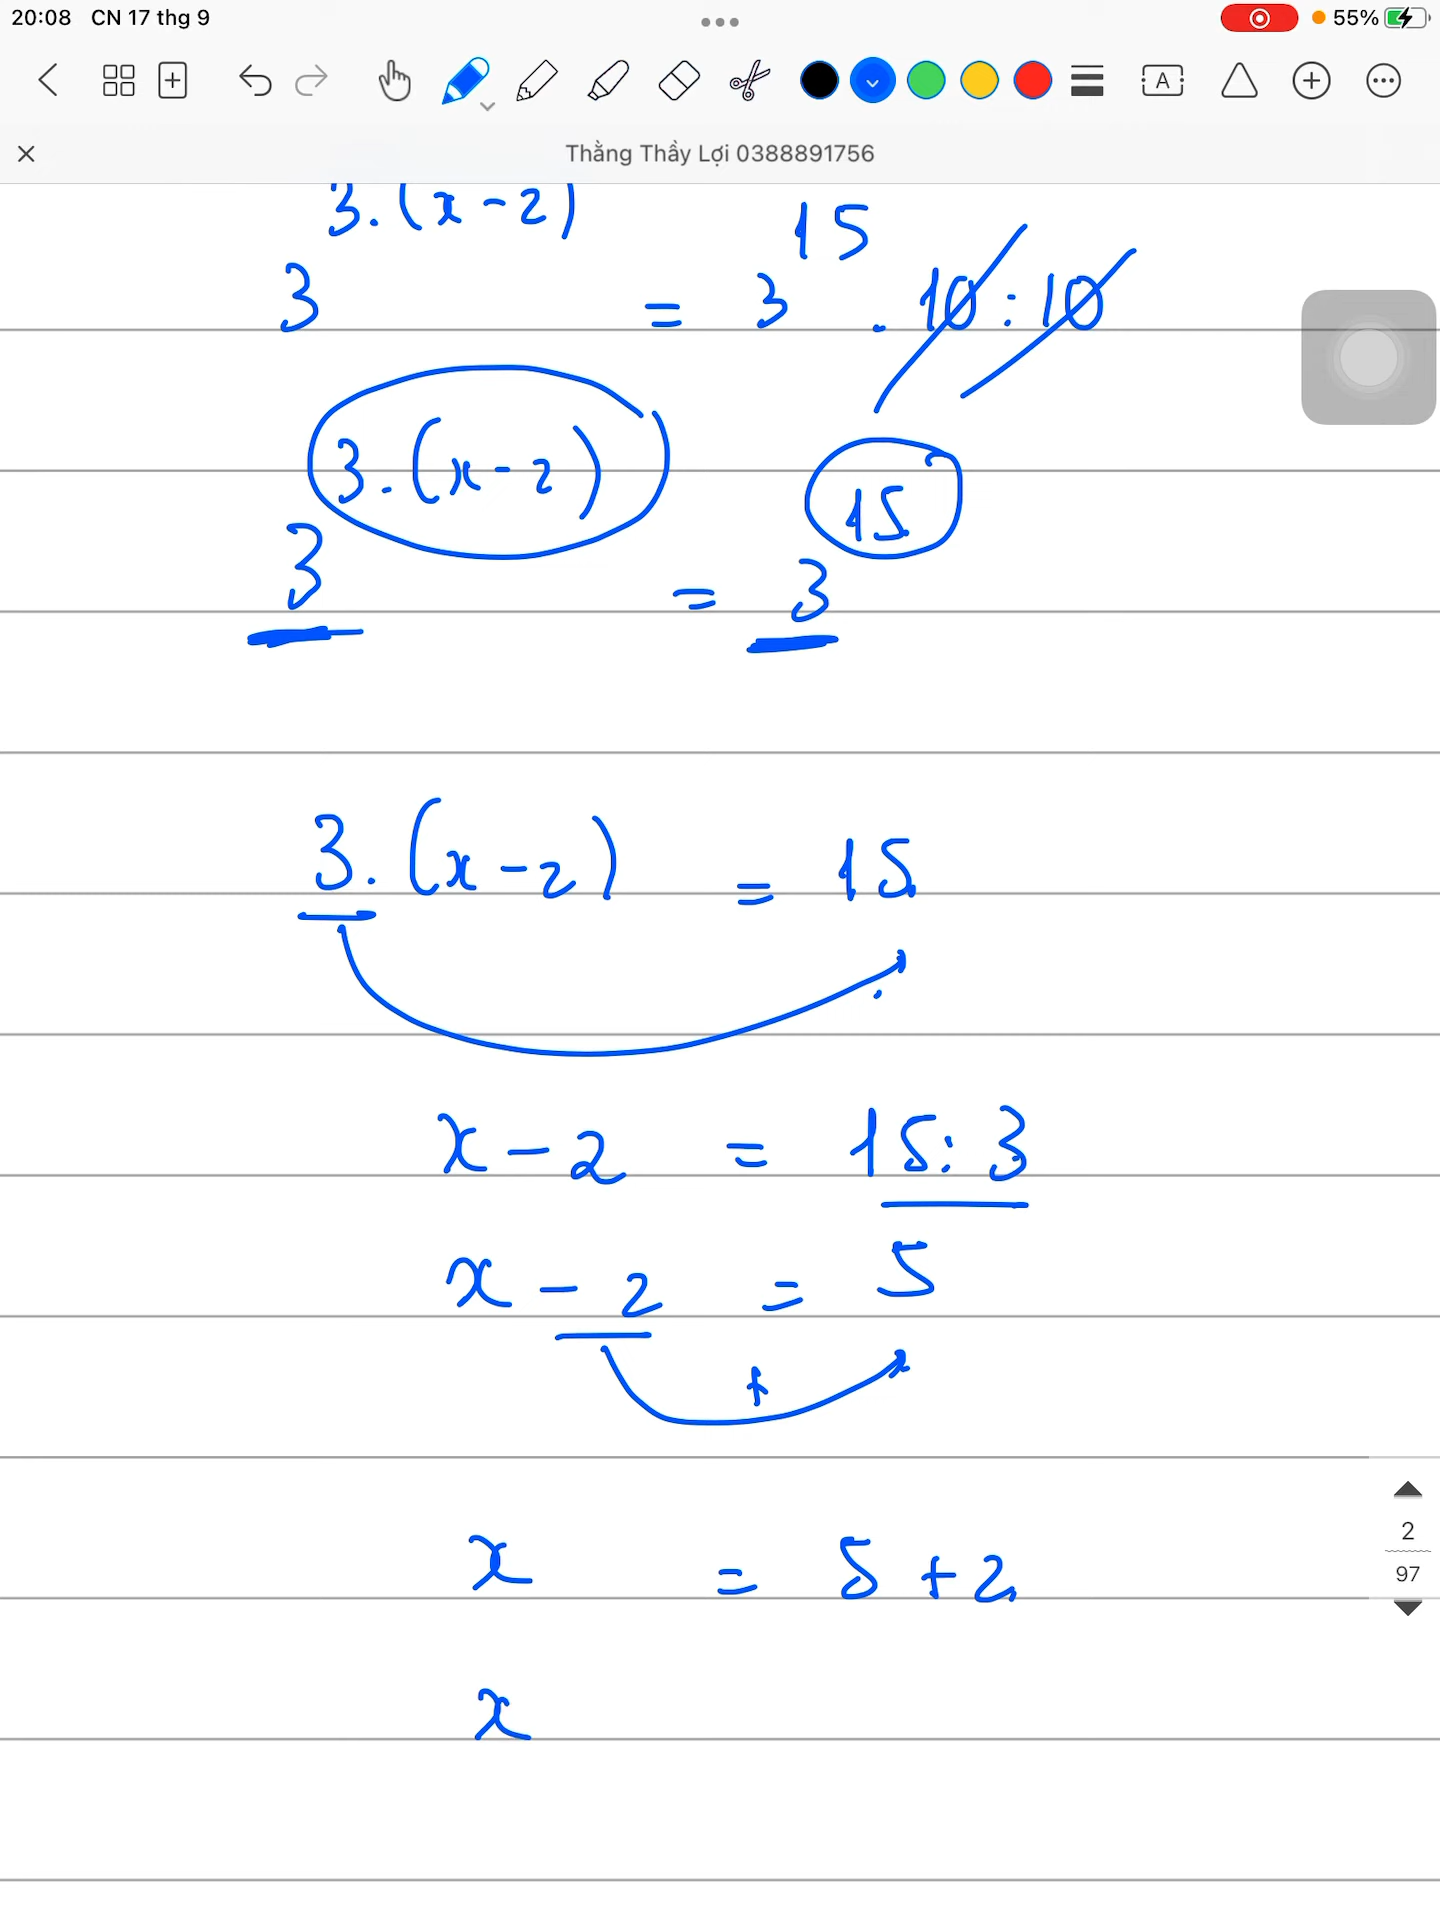 20:08 CN 17 thg 9 55%
A
Thằng Thầy Lợi 0388891756
3^{3.(x-2)} = 3^{15} . 10 : 10
3^{3.(x-2)} = 3^{15}
3.(x-2) = 15
x - 2 = 15 : 3
x - 2 = 5
+
x = 5 + 2
2
97
x